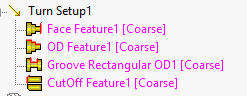 Turn Setup1
Face Feature1 [Coarse]
OD Feature1 [Coarse]
Groove Rectangular OD1 [Coarse]
CutOff Feature1 [Coarse]